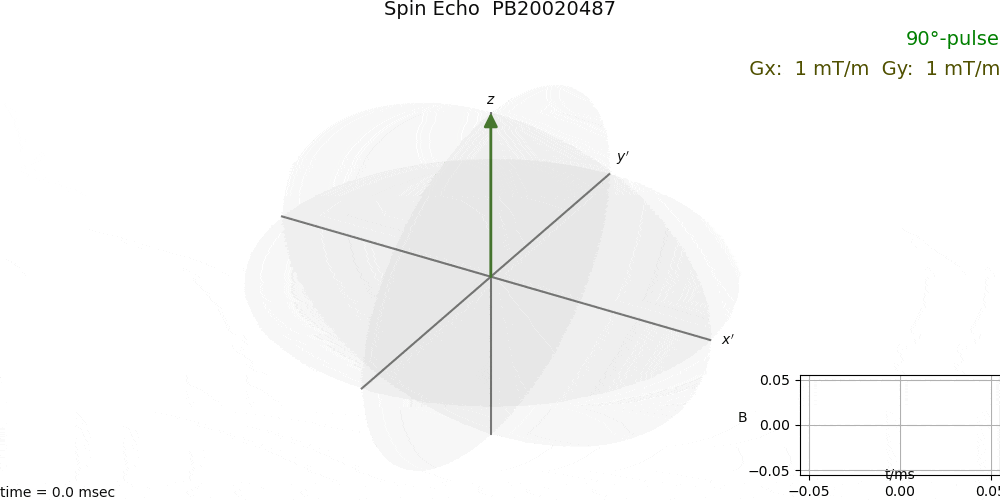 Spin Echo  PB20020487
90°-pulse
Gx:  1 mT/m  Gy:  1 mT/m
z
y′
x′
0.05
B
0.00
−0.05
t/ms
−0.05
0.00
0.05
time = 0.0 msec